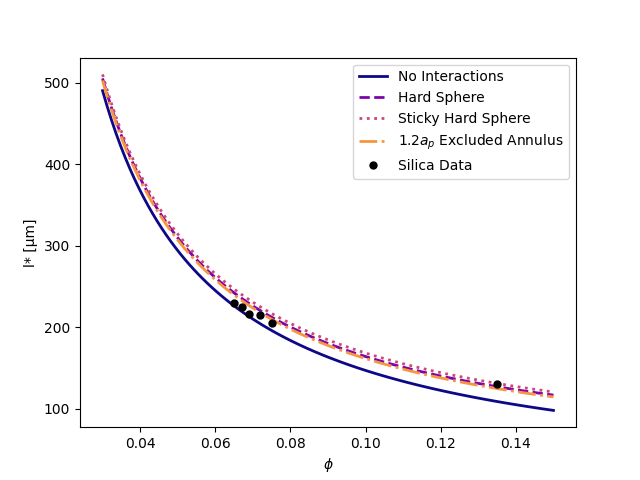 500
400
300
200
100
l* [μm]
0.04 0.06 0.08 0.10 0.12 0.14
ϕ
No Interactions
Hard Sphere
Sticky Hard Sphere
1.2aₚ Excluded Annulus
Silica Data